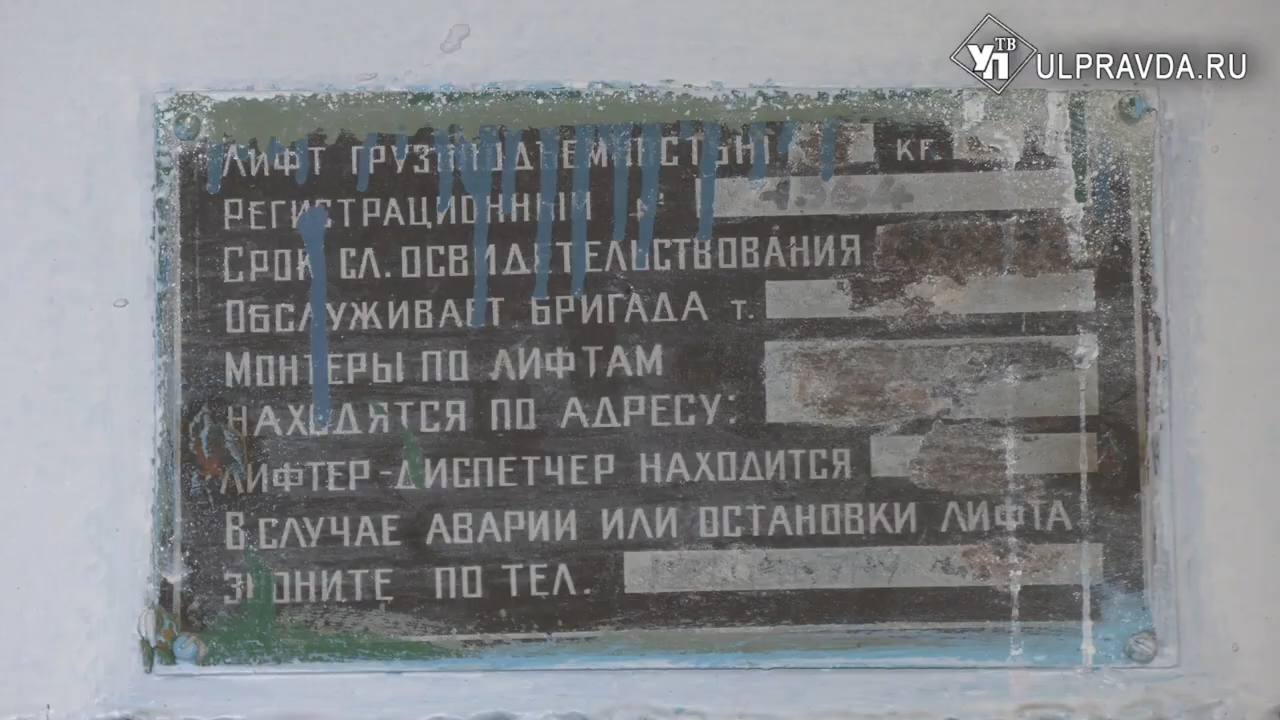 УП ТВ ULPRAVDA.RU
ЛИФТ ГРУЗОПОДЪЕМНОСТЬЮ КГ.
РЕГИСТРАЦИОННЫЙ №
СРОК СЛ. ОСВИДЕТЕЛЬСТВОВАНИЯ
ОБСЛУЖИВАЕТ БРИГАДА Т.
МОНТЕРЫ ПО ЛИФТАМ
НАХОДЯТСЯ ПО АДРЕСУ:
ЛИФТЕР-ДИСПЕТЧЕР НАХОДИТСЯ
В СЛУЧАЕ АВАРИИ ИЛИ ОСТАНОВКИ ЛИФТА
ЗВОНИТЕ ПО ТЕЛ.